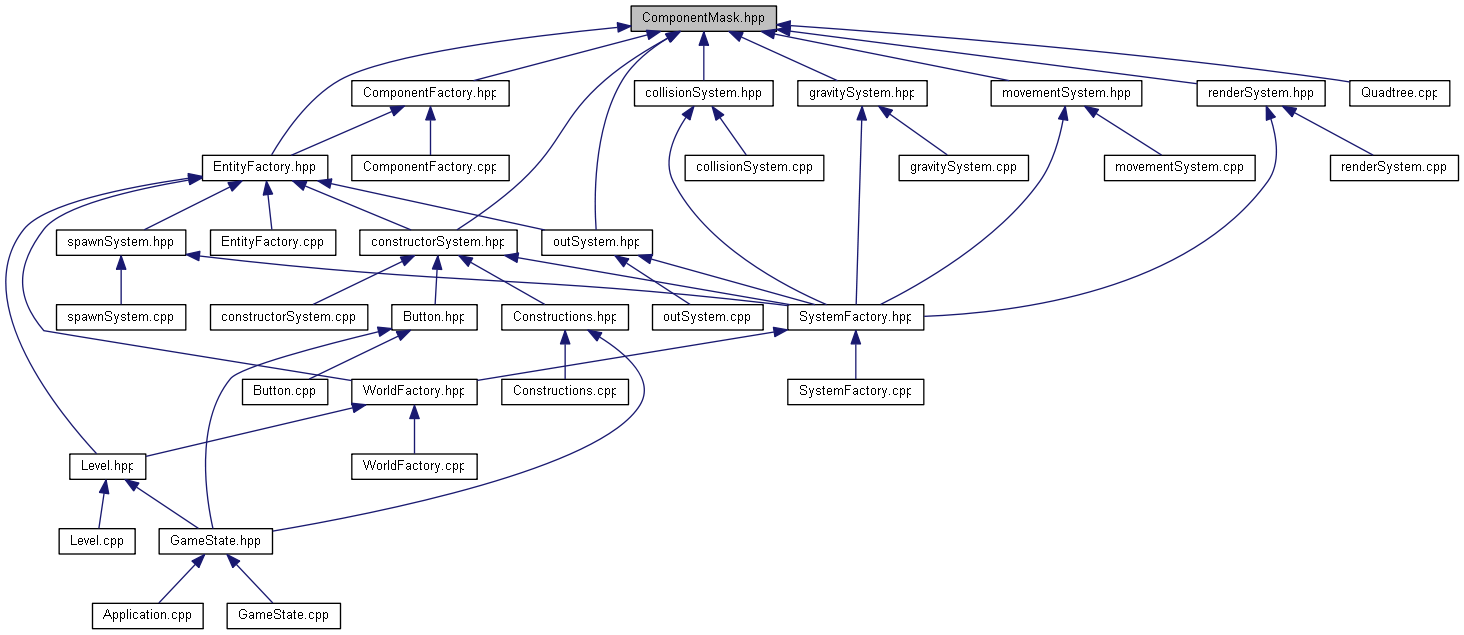 ComponentMask.hpp
ComponentFactory.hpp
collisionSystem.hpp
gravitySystem.hpp
movementSystem.hpp
renderSystem.hpp
Quadtree.cpp
EntityFactory.hpp
ComponentFactory.cpp
collisionSystem.cpp
gravitySystem.cpp
movementSystem.cpp
renderSystem.cpp
spawnSystem.hpp
EntityFactory.cpp
constructorSystem.hpp
outSystem.hpp
spawnSystem.cpp
constructorSystem.cpp
Button.hpp
Constructions.hpp
outSystem.cpp
SystemFactory.hpp
Button.cpp
WorldFactory.hpp
Constructions.cpp
SystemFactory.cpp
Level.hpp
WorldFactory.cpp
Level.cpp
GameState.hpp
Application.cpp
GameState.cpp